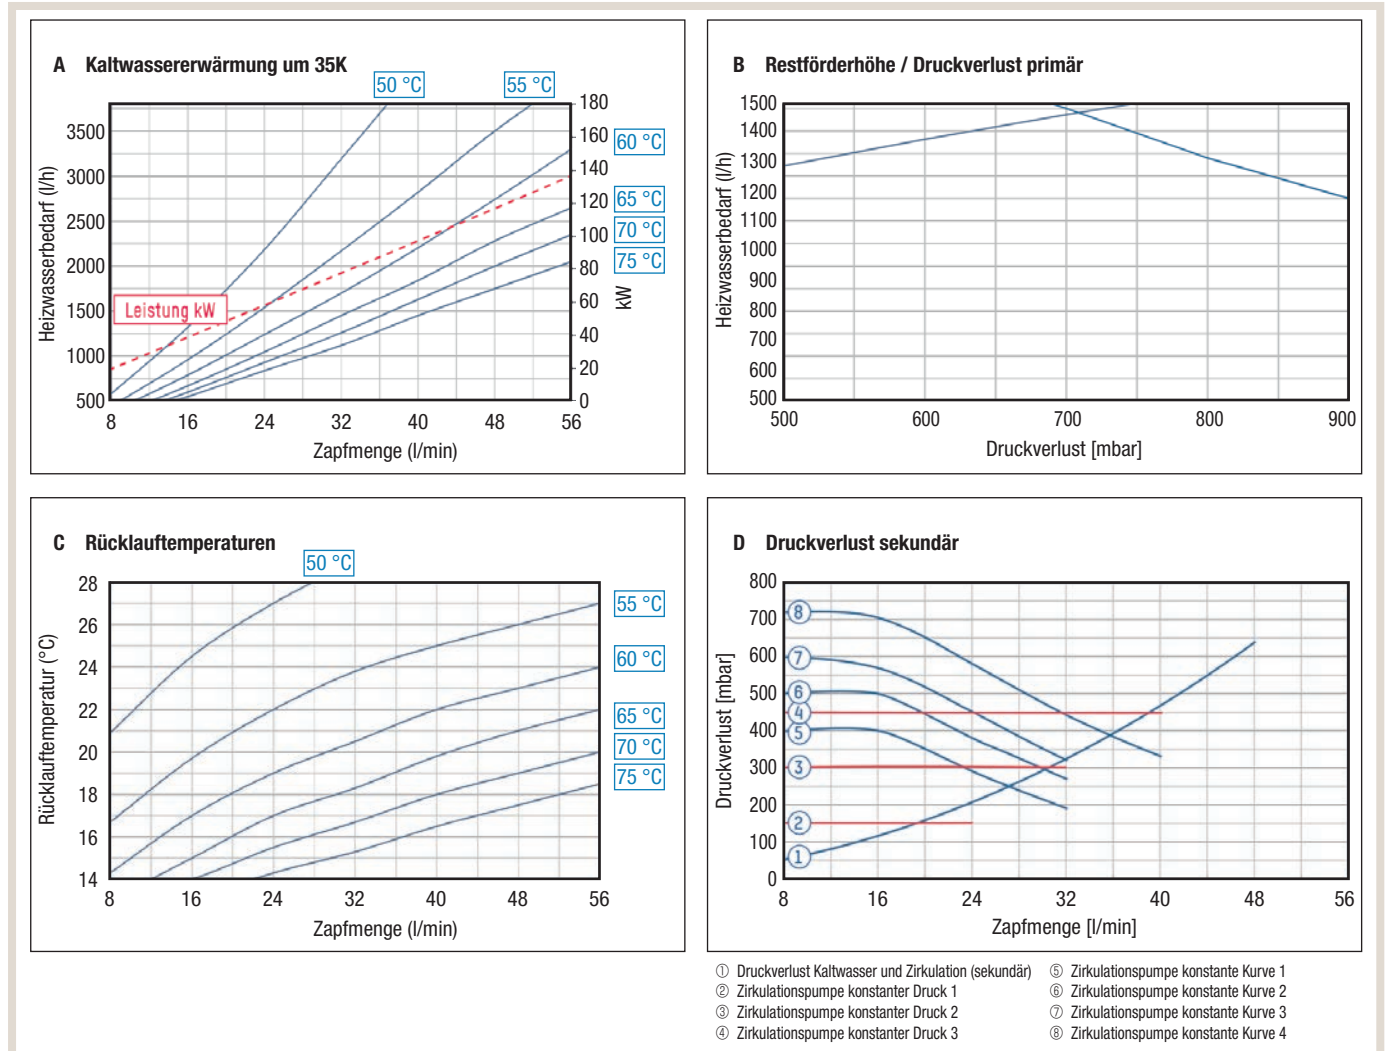 A Kaltwassererwärmung um 35K
50 °C
55 °C
60 °C
65 °C
70 °C
75 °C
Heizwasserbedarf (l/h)
3500
3000
2500
2000
1500
1000
500
180
160
140
120
100
80
60
40
20
0
kW
Leistung kW
8 16 24 32 40 48 56
Zapfmenge (l/min)
B Restförderhöhe / Druckverlust primär
Heizwasserbedarf (l/h)
1500
1400
1300
1200
1100
1000
900
800
700
600
500
500 600 700 800 900
Druckverlust [mbar]
C Rücklauftemperaturen
50 °C
55 °C
60 °C
65 °C
70 °C
75 °C
Rücklauftemperatur (°C)
28
26
24
22
20
18
16
14
8 16 24 32 40 48 56
Zapfmenge (l/min)
D Druckverlust sekundär
Druckverlust [mbar]
800
700
600
500
400
300
200
100
0
8
7
6
4
5
3
2
1
8 16 24 32 40 48 56
Zapfmenge [l/min]
① Druckverlust Kaltwasser und Zirkulation (sekundär)
② Zirkulationspumpe konstanter Druck 1
③ Zirkulationspumpe konstanter Druck 2
④ Zirkulationspumpe konstanter Druck 3
⑤ Zirkulationspumpe konstante Kurve 1
⑥ Zirkulationspumpe konstante Kurve 2
⑦ Zirkulationspumpe konstante Kurve 3
⑧ Zirkulationspumpe konstante Kurve 4